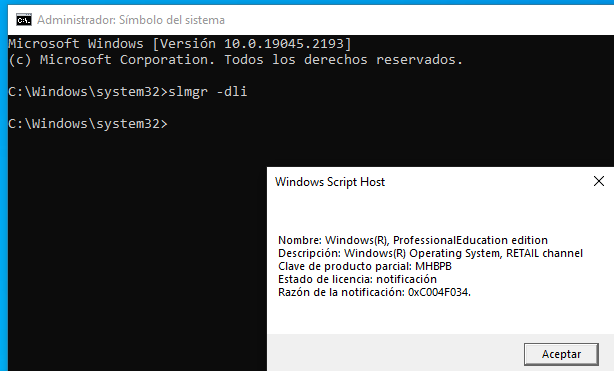 Administrador: Símbolo del sistema
Microsoft Windows [Versión 10.0.19045.2193]
(c) Microsoft Corporation. Todos los derechos reservados.
C:\Windows\system32>slmgr -dli
C:\Windows\system32>
Windows Script Host
Nombre: Windows(R), ProfessionalEducation edition
Descripción: Windows(R) Operating System, RETAIL channel
Clave de producto parcial: MHBPB
Estado de licencia: notificación
Razón de la notificación: 0xC004F034.
Aceptar